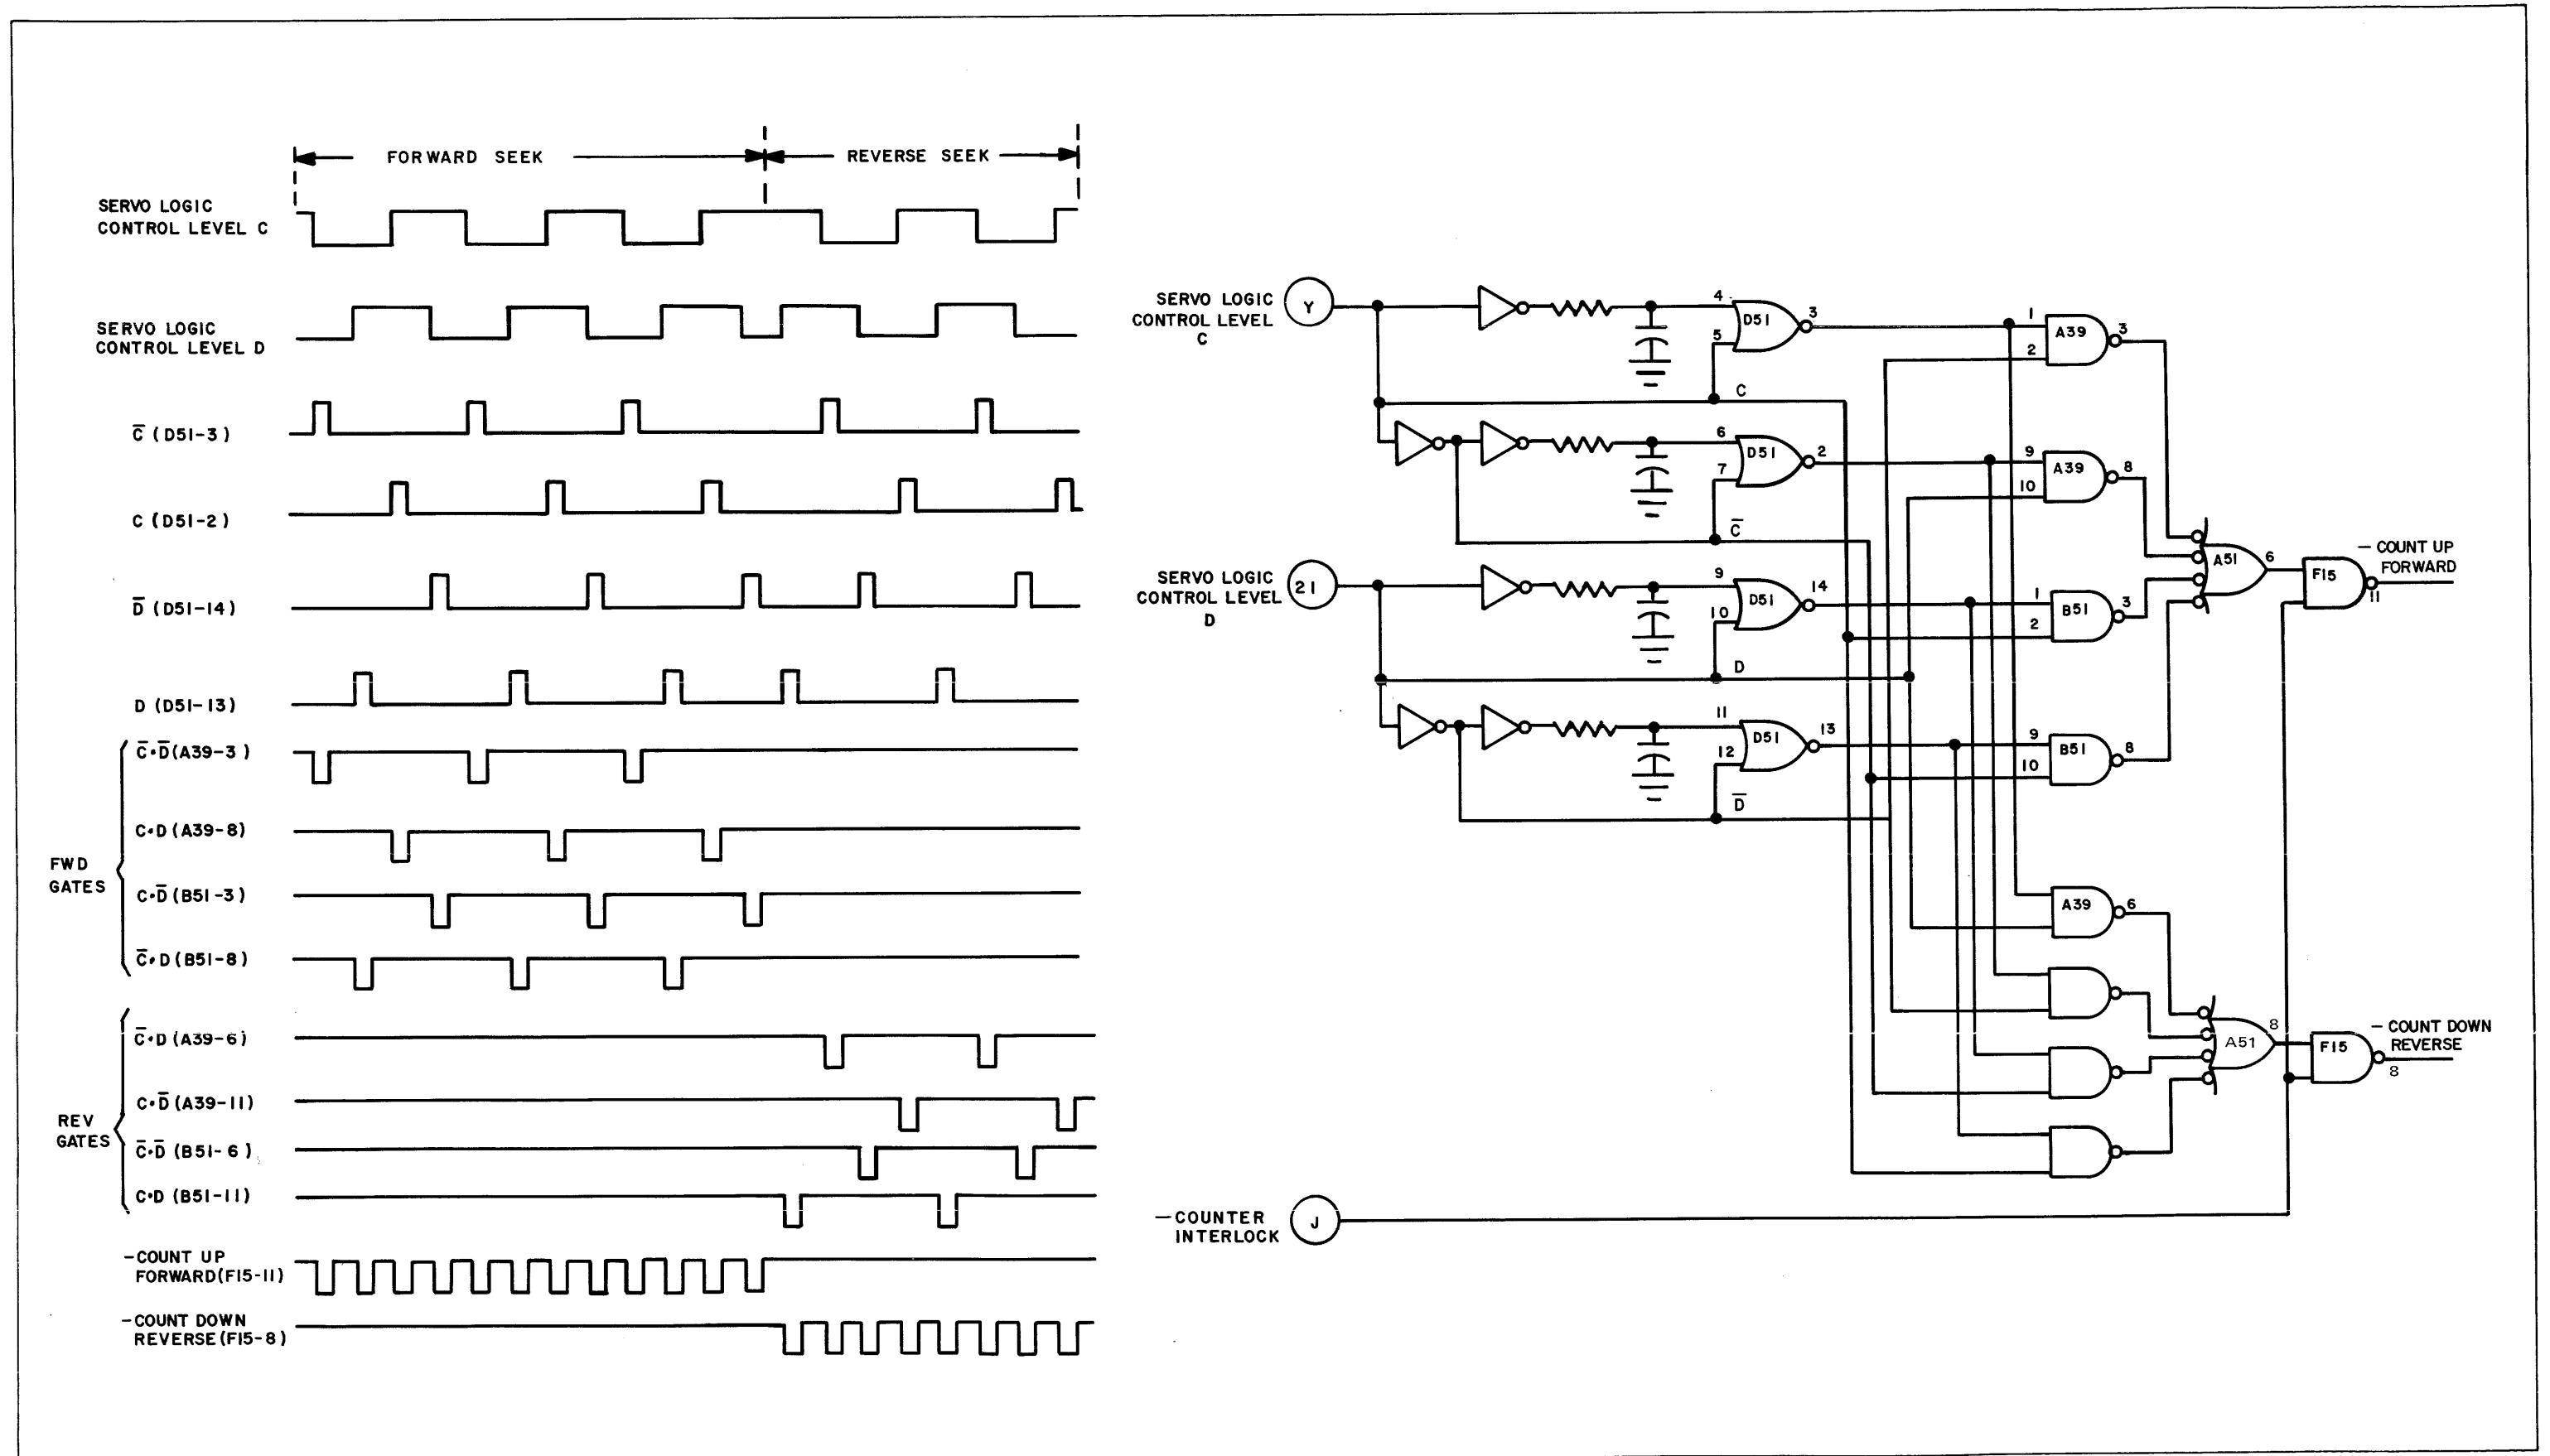 FORWARD SEEK
REVERSE SEEK
SERVO LOGIC
CONTROL LEVEL C
SERVO LOGIC
CONTROL LEVEL D
C̅ (D51-3)
C (D51-2)
D̅ (D51-14)
D (D51-13)
FWD
GATES
C̅•D̅ (A39-3)
C•D (A39-8)
C•D̅ (B51-3)
C̅•D (B51-8)
REV
GATES
C̅•D (A39-6)
C•D̅ (A39-11)
C̅•D̅ (B51-6)
C•D (B51-11)
-COUNT UP
FORWARD(F15-11)
-COUNT DOWN
REVERSE(F15-8)
SERVO LOGIC
CONTROL LEVEL
C
Y
4
5
D51
3
C
6
7
D51
2
C̅
SERVO LOGIC
CONTROL LEVEL
D
21
9
10
D51
14
D
11
12
D51
13
D̅
1
2
A39
3
9
10
A39
8
1
2
B51
3
9
10
B51
8
A51
6
F15
11
— COUNT UP
FORWARD
A39
6
A51
8
F15
8
— COUNT DOWN
REVERSE
— COUNTER
INTERLOCK
J